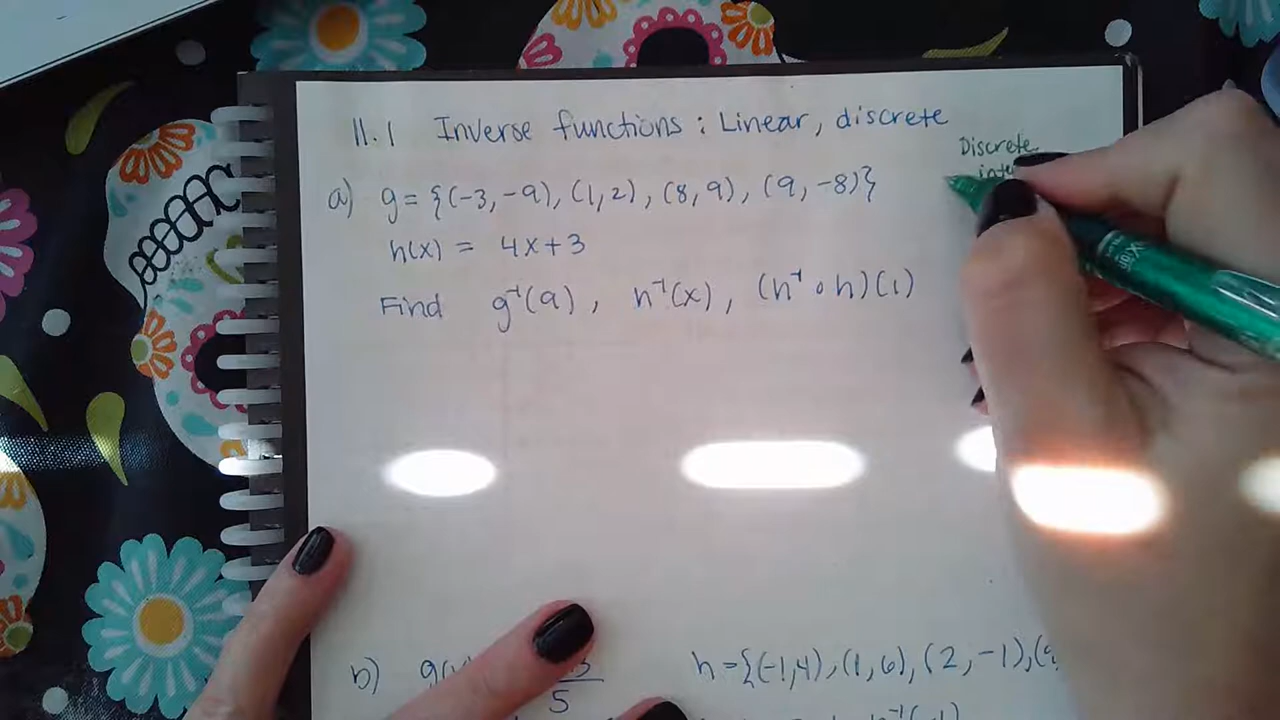 11.1 Inverse functions : Linear, discrete
Discrete
a) g = {(-3, -9), (1, 2), (8, 9), (9, -8)}
h(x) = 4x+3
Find g⁻¹(9), h⁻¹(x), (h⁻¹ ∘ h)(1)
b) h = {(-1,4), (1,6), (2,-1),
5